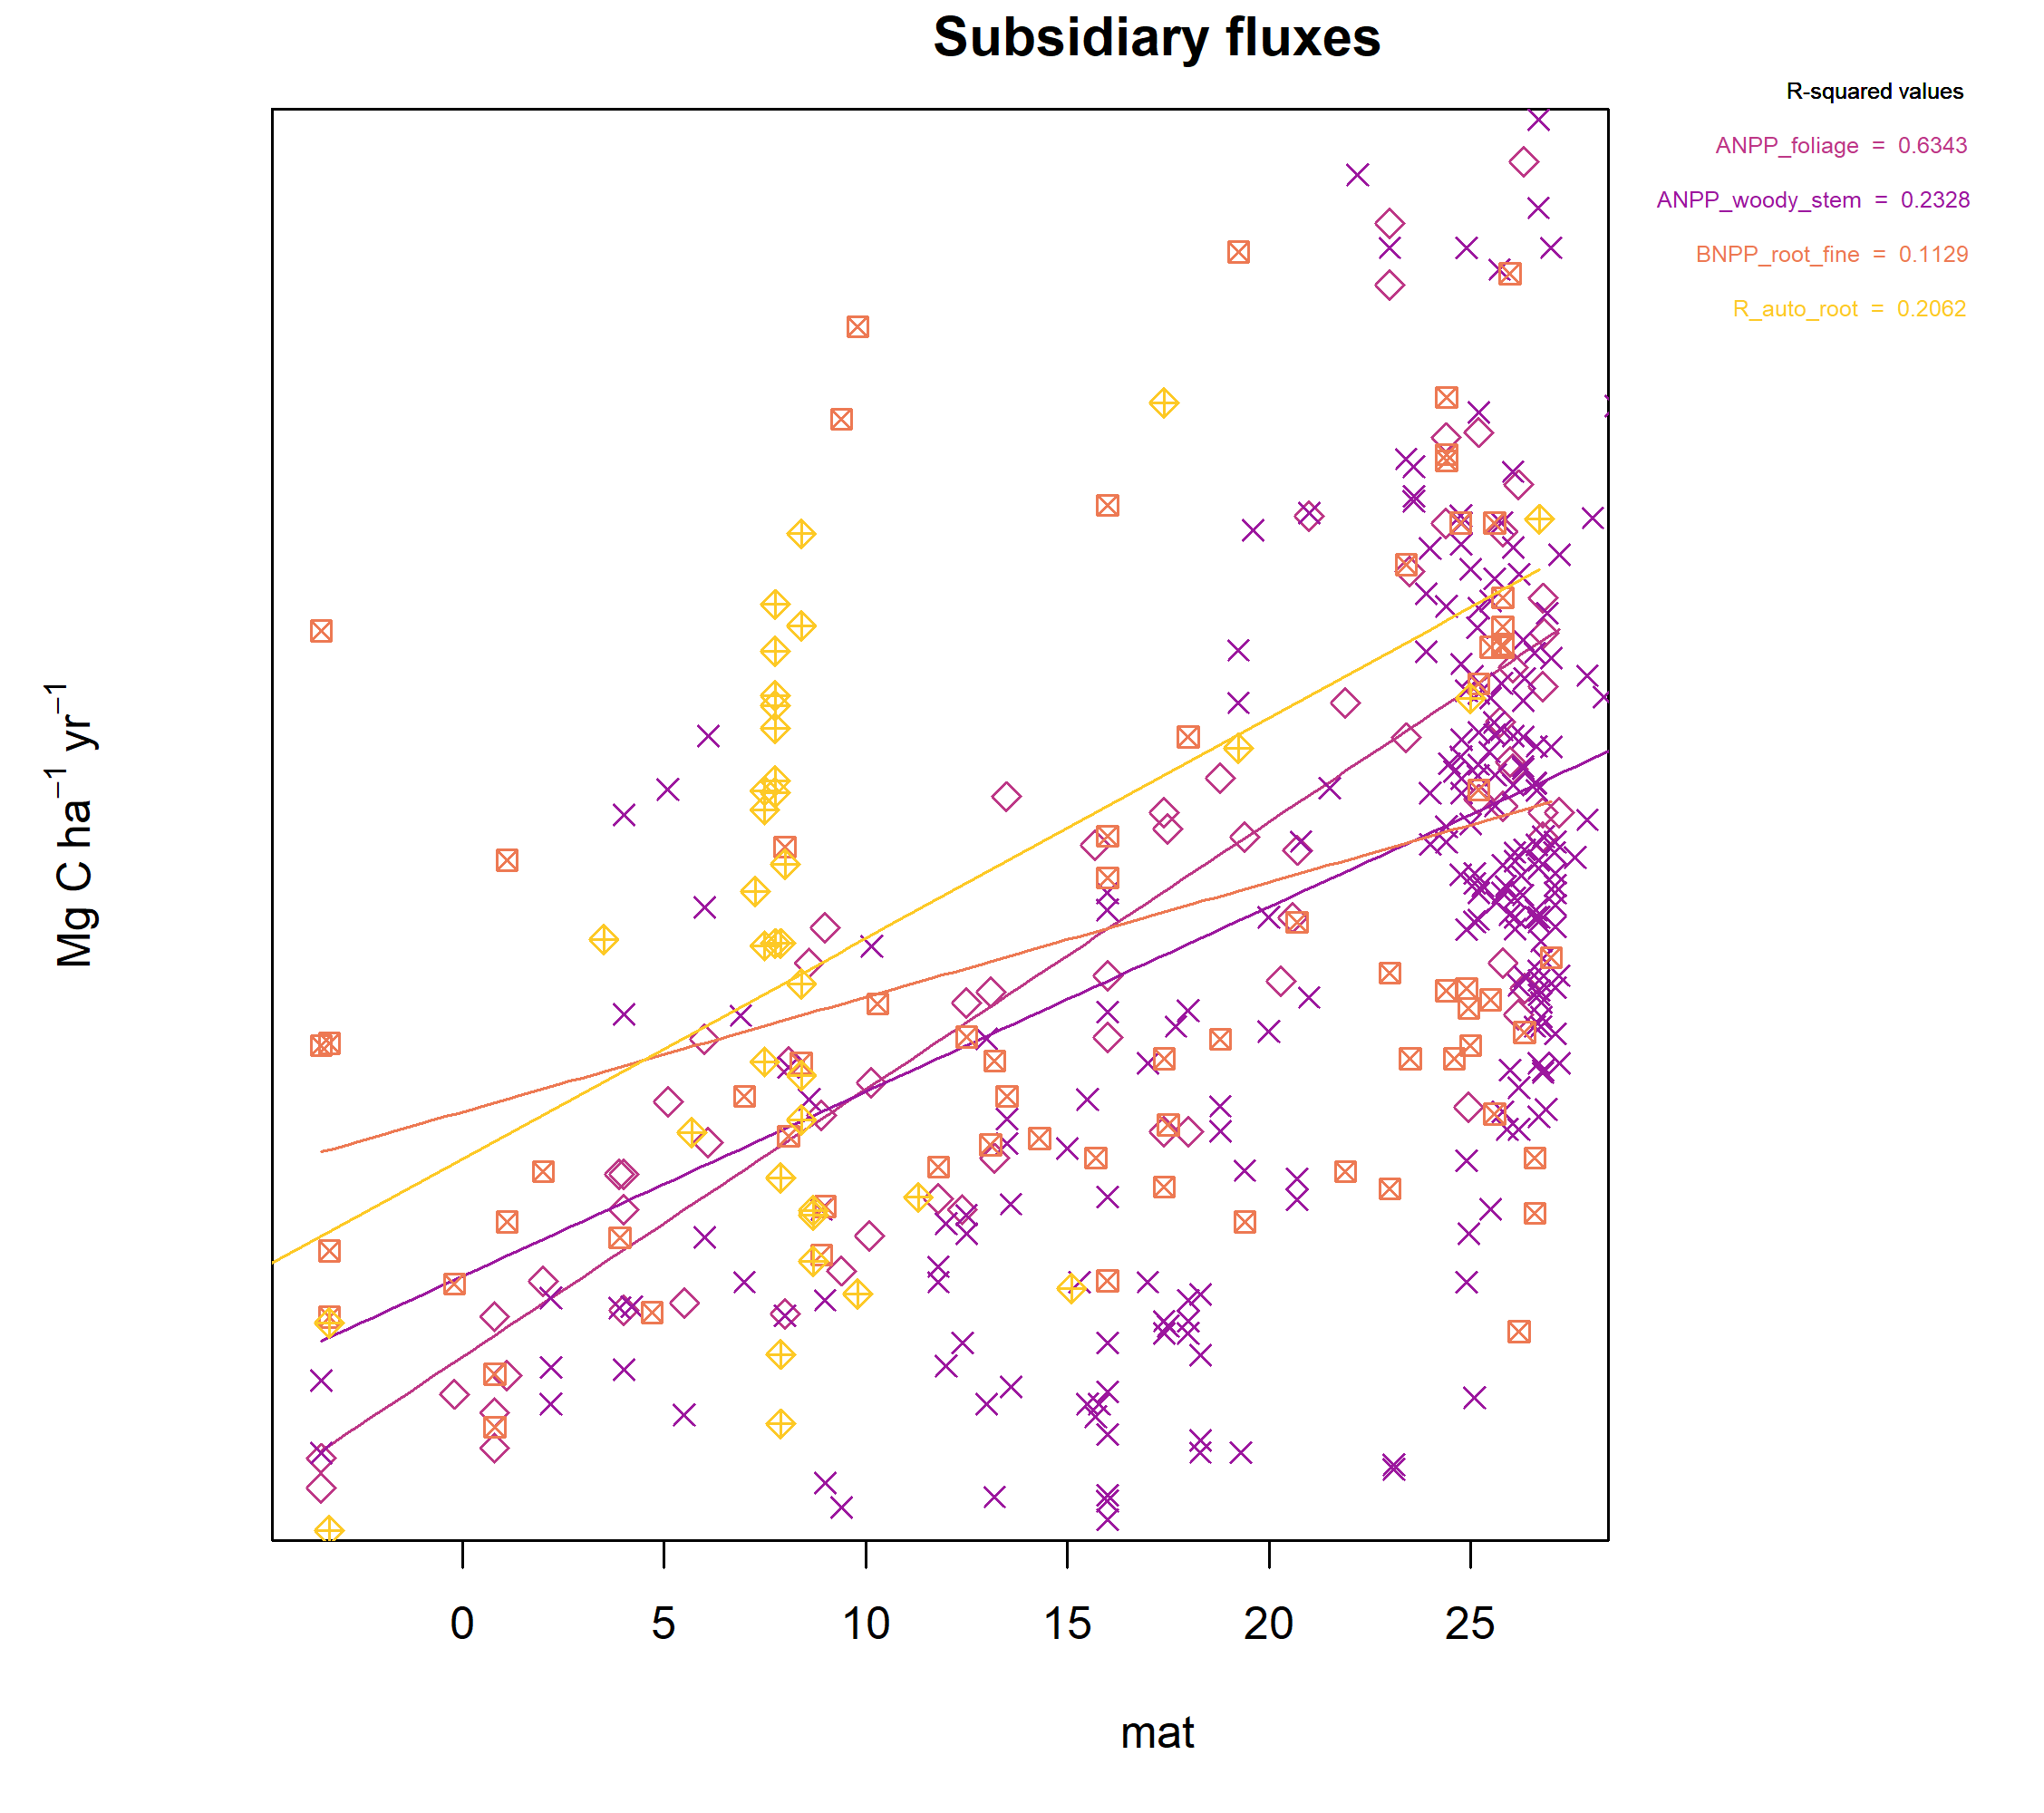 Subsidiary fluxes
R-squared values
ANPP_foliage = 0.6343
ANPP_woody_stem = 0.2328
BNPP_root_fine = 0.1129
R_auto_root = 0.2062
Mg C ha⁻¹ yr⁻¹
0 5 10 15 20 25
mat